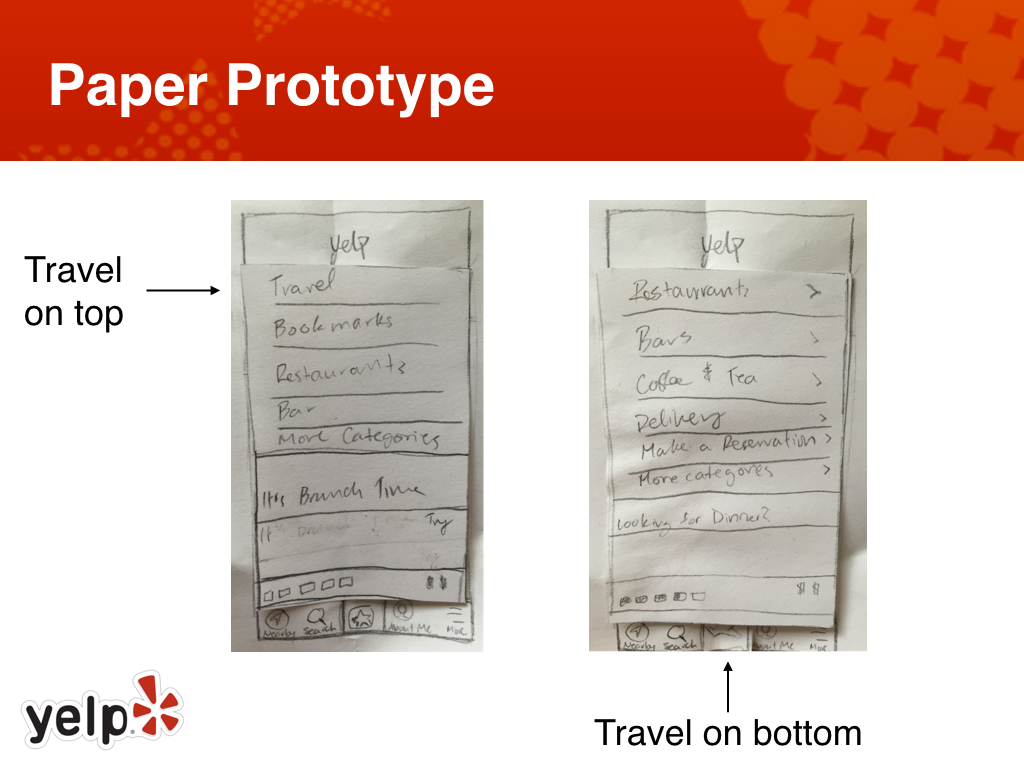 Paper Prototype
Travel
on top
yelp
Travel
Bookmarks
Restaurants
Bar
More Categories
It's Brunch Time
It's
Try
Nearby Search About Me More
yelp
Restaurants >
Bars >
Coffee & Tea >
Delivery >
Make a Reservation >
More categores >
Looking for Dinner?
$ $
Nearby Search About Me More
Travel on bottom
yelp